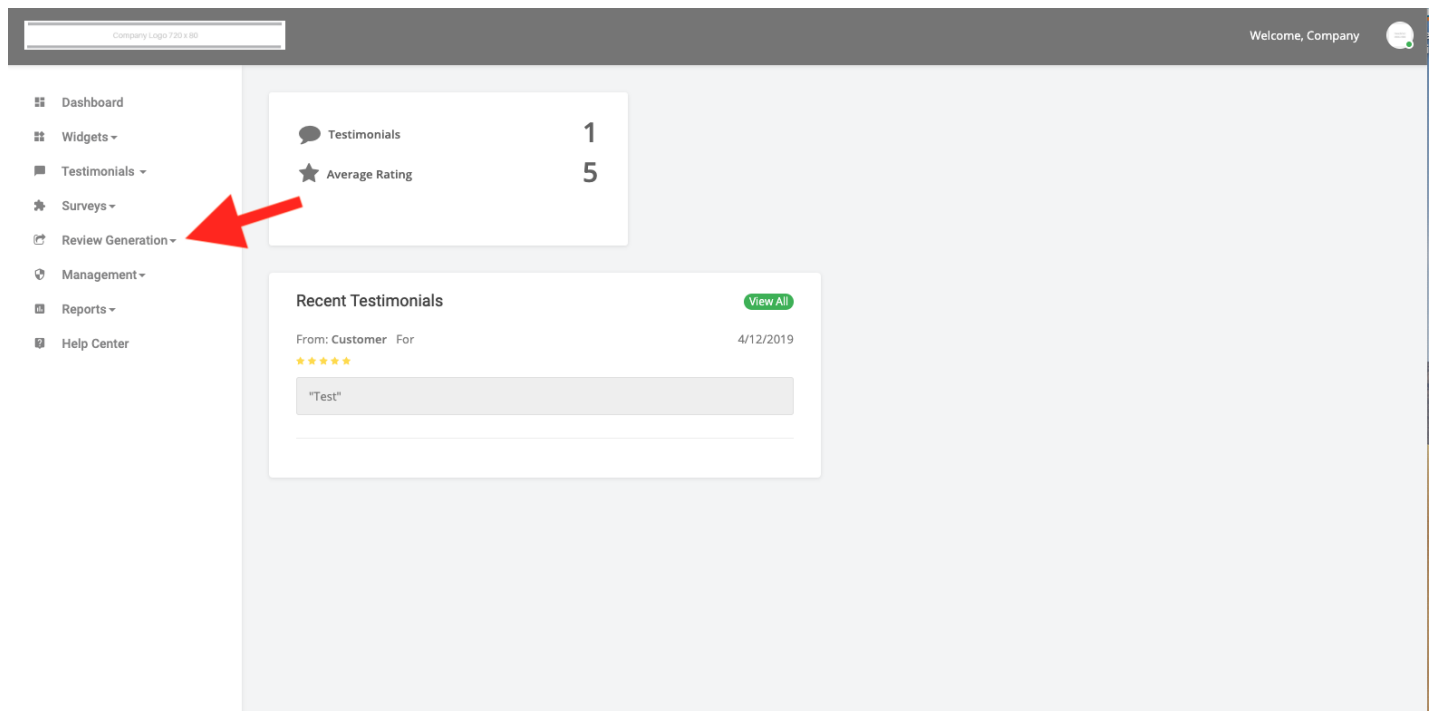 Company Logo 720 x 80
Welcome, Company
Dashboard
Widgets
Testimonials
Surveys
Review Generation
Management
Reports
Help Center
Testimonials 1
Average Rating 5
Recent Testimonials View All
From: Customer For 4/12/2019
"Test"